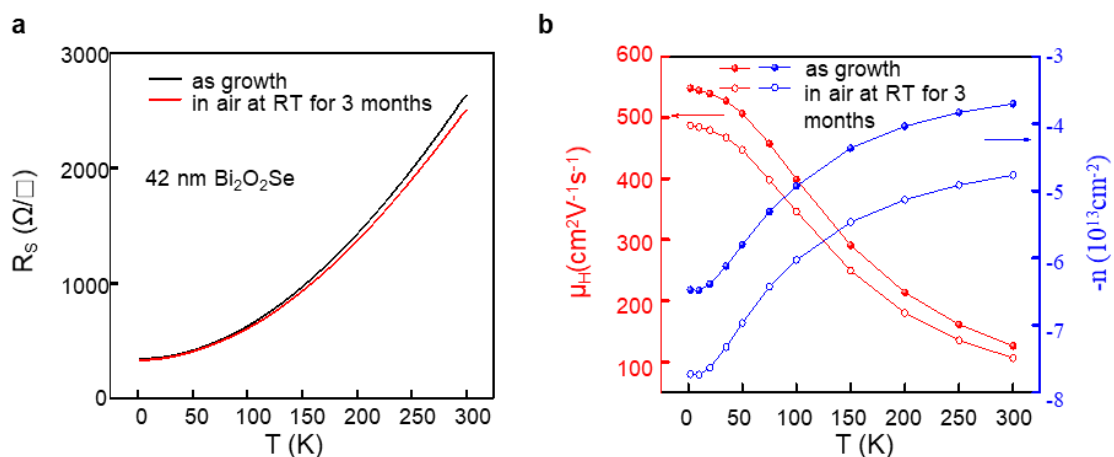 a
3000
2000
1000
0
R_S (Ω/□)
as growth
in air at RT for 3 months
42 nm Bi₂O₂Se
0 50 100 150 200 250 300
T (K)
b
600
500
400
300
200
100
μ_H(cm²V⁻¹s⁻¹)
as growth
in air at RT for 3
months
-3
-4
-5
-6
-7
-8
-n (10¹³cm⁻²)
0 50 100 150 200 250 300
T (K)